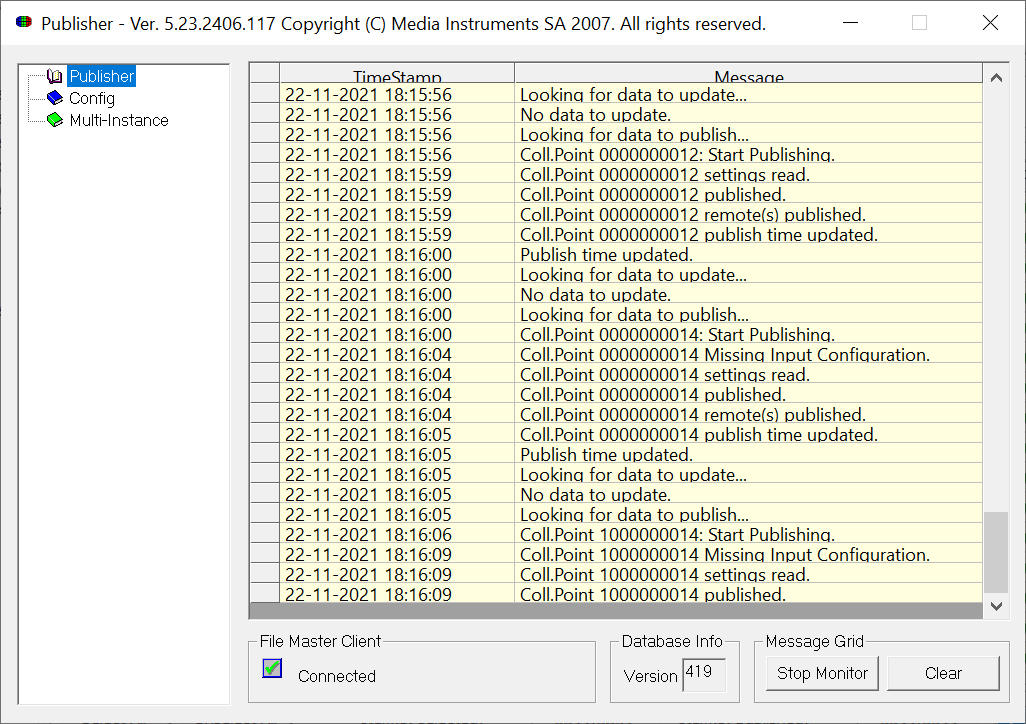 Publisher - Ver. 5.23.2406.117 Copyright (C) Media Instruments SA 2007. All rights reserved.
Publisher
Config
Multi-Instance
TimeStamp Message
22-11-2021 18:15:56 Looking for data to update...
22-11-2021 18:15:56 No data to update.
22-11-2021 18:15:56 Looking for data to publish...
22-11-2021 18:15:56 Coll.Point 0000000012: Start Publishing.
22-11-2021 18:15:59 Coll.Point 0000000012 settings read.
22-11-2021 18:15:59 Coll.Point 0000000012 published.
22-11-2021 18:15:59 Coll.Point 0000000012 remote(s) published.
22-11-2021 18:15:59 Coll.Point 0000000012 publish time updated.
22-11-2021 18:16:00 Publish time updated.
22-11-2021 18:16:00 Looking for data to update...
22-11-2021 18:16:00 No data to update.
22-11-2021 18:16:00 Looking for data to publish...
22-11-2021 18:16:00 Coll.Point 0000000014: Start Publishing.
22-11-2021 18:16:04 Coll.Point 0000000014 Missing Input Configuration.
22-11-2021 18:16:04 Coll.Point 0000000014 settings read.
22-11-2021 18:16:04 Coll.Point 0000000014 published.
22-11-2021 18:16:04 Coll.Point 0000000014 remote(s) published.
22-11-2021 18:16:05 Coll.Point 0000000014 publish time updated.
22-11-2021 18:16:05 Publish time updated.
22-11-2021 18:16:05 Looking for data to update...
22-11-2021 18:16:05 No data to update.
22-11-2021 18:16:05 Looking for data to publish...
22-11-2021 18:16:06 Coll.Point 1000000014: Start Publishing.
22-11-2021 18:16:09 Coll.Point 1000000014 Missing Input Configuration.
22-11-2021 18:16:09 Coll.Point 1000000014 settings read.
22-11-2021 18:16:09 Coll.Point 1000000014 published.
File Master Client
Connected
Database Info
Version 419
Message Grid
Stop Monitor Clear